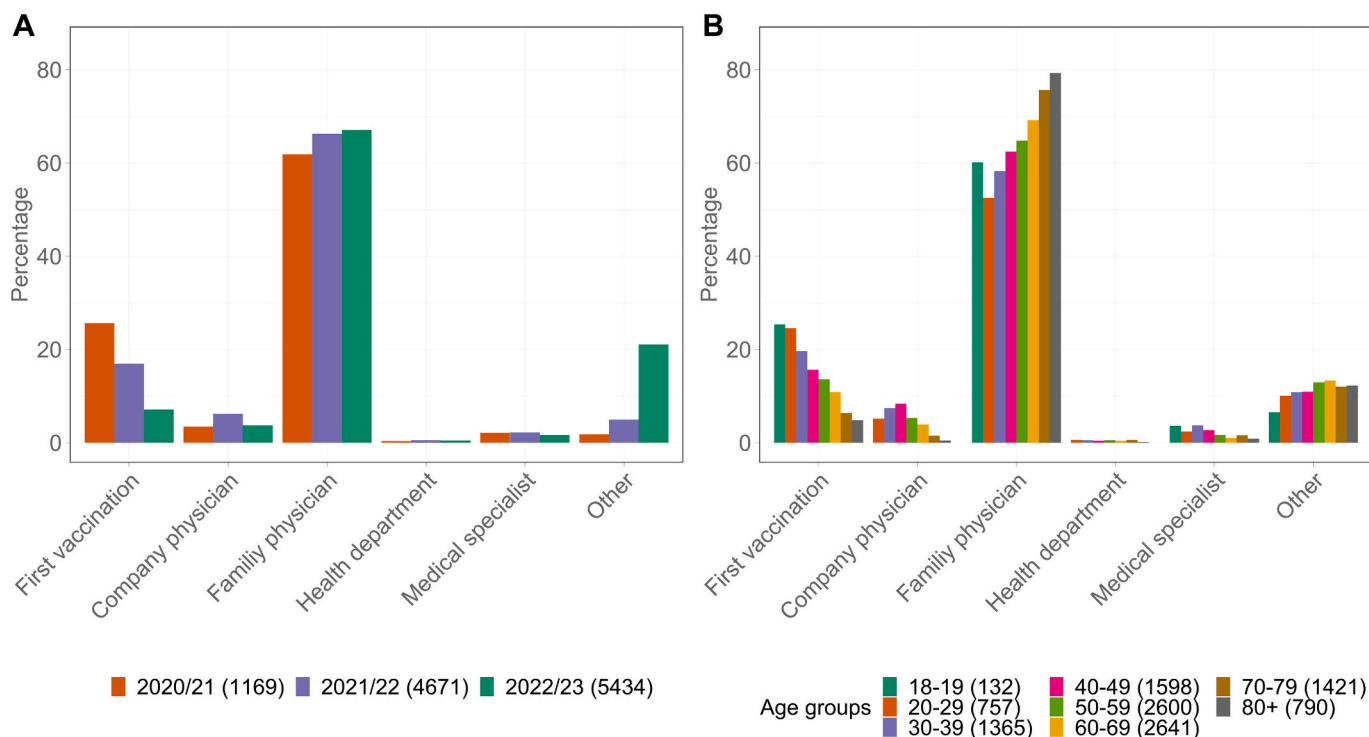 A
Percentage
80
60
40
20
0
First vaccination
Company physician
Familiy physician
Health department
Medical specialist
Other
2020/21 (1169)
2021/22 (4671)
2022/23 (5434)
B
Percentage
80
60
40
20
0
First vaccination
Company physician
Familiy physician
Health department
Medical specialist
Other
Age groups
18-19 (132)
20-29 (757)
30-39 (1365)
40-49 (1598)
50-59 (2600)
60-69 (2641)
70-79 (1421)
80+ (790)